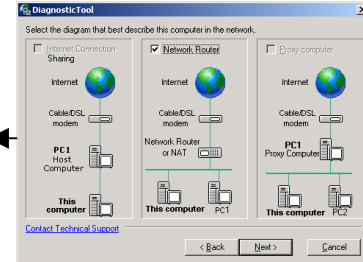 DiagnosticTool
Select the diagram that best describe this computer in the network.
Internet Connection
Sharing
Internet
Cable/DSL
modem
PC1
Host
Computer
This
computer
Network Router
Internet
Cable/DSL
modem
Network Router
or NAT
This computer
PC1
Proxy computer
Internet
Cable/DSL
modem
PC1
Proxy Computer
This computer
PC2
Contact Technical Support
< Back
Next >
Cancel